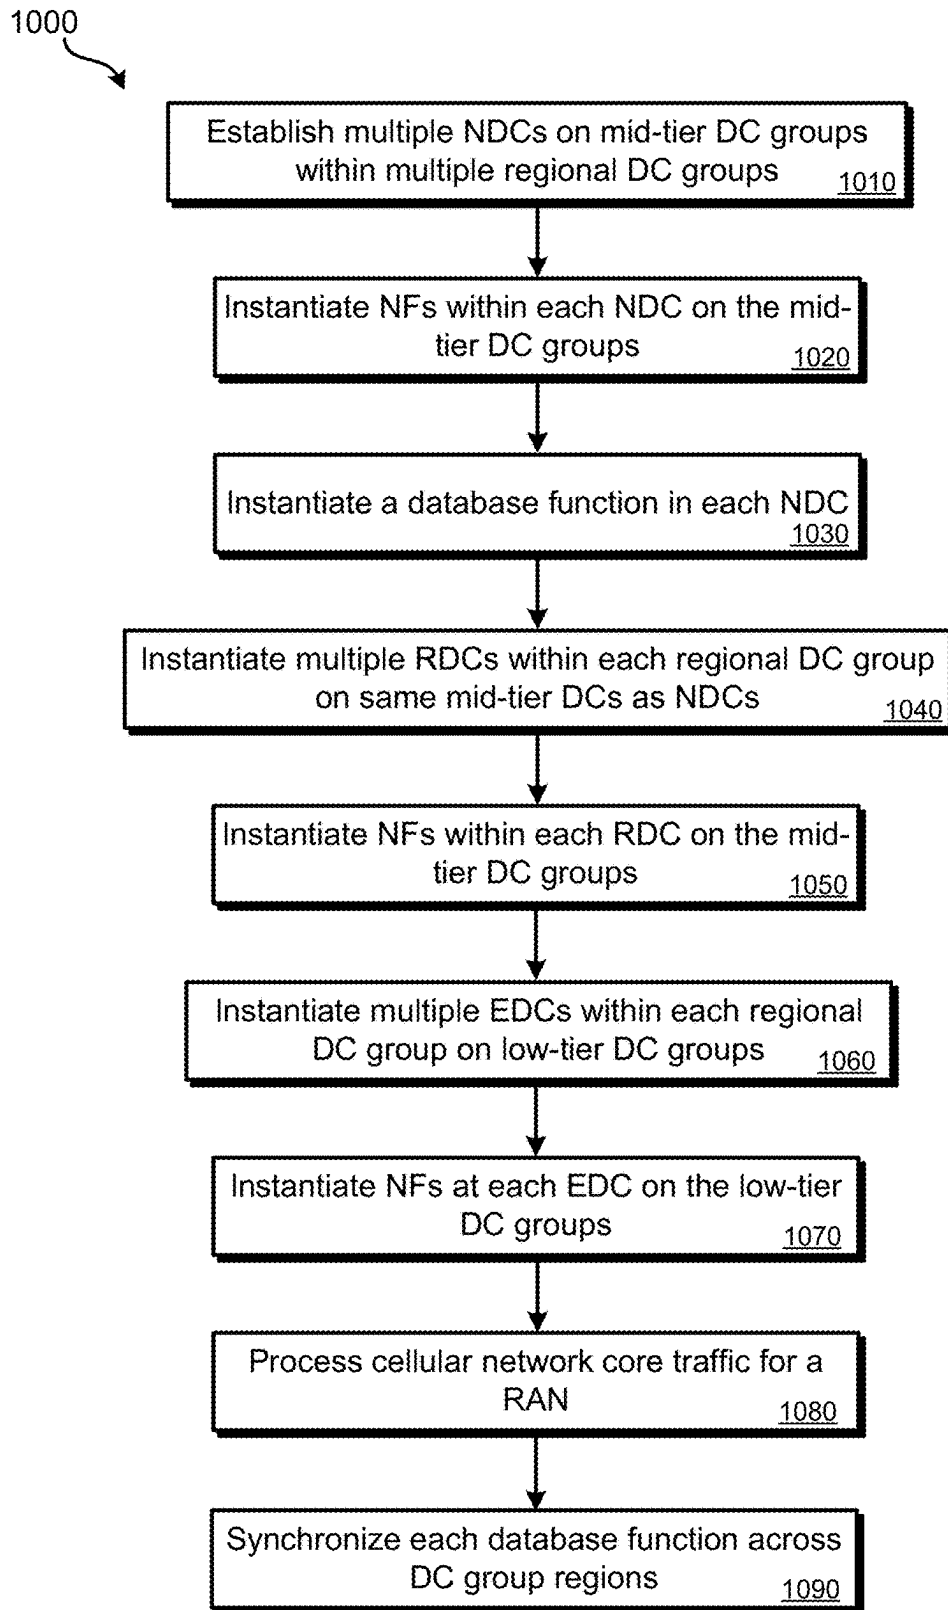 1000
Establish multiple NDCs on mid-tier DC groups
within multiple regional DC groups
1010
Instantiate NFs within each NDC on the mid-
tier DC groups
1020
Instantiate a database function in each NDC
1030
Instantiate multiple RDCs within each regional DC group
on same mid-tier DCs as NDCs
1040
Instantiate NFs within each RDC on the mid-
tier DC groups
1050
Instantiate multiple EDCs within each regional
DC group on low-tier DC groups
1060
Instantiate NFs at each EDC on the low-tier
DC groups
1070
Process cellular network core traffic for a
RAN
1080
Synchronize each database function across
DC group regions
1090